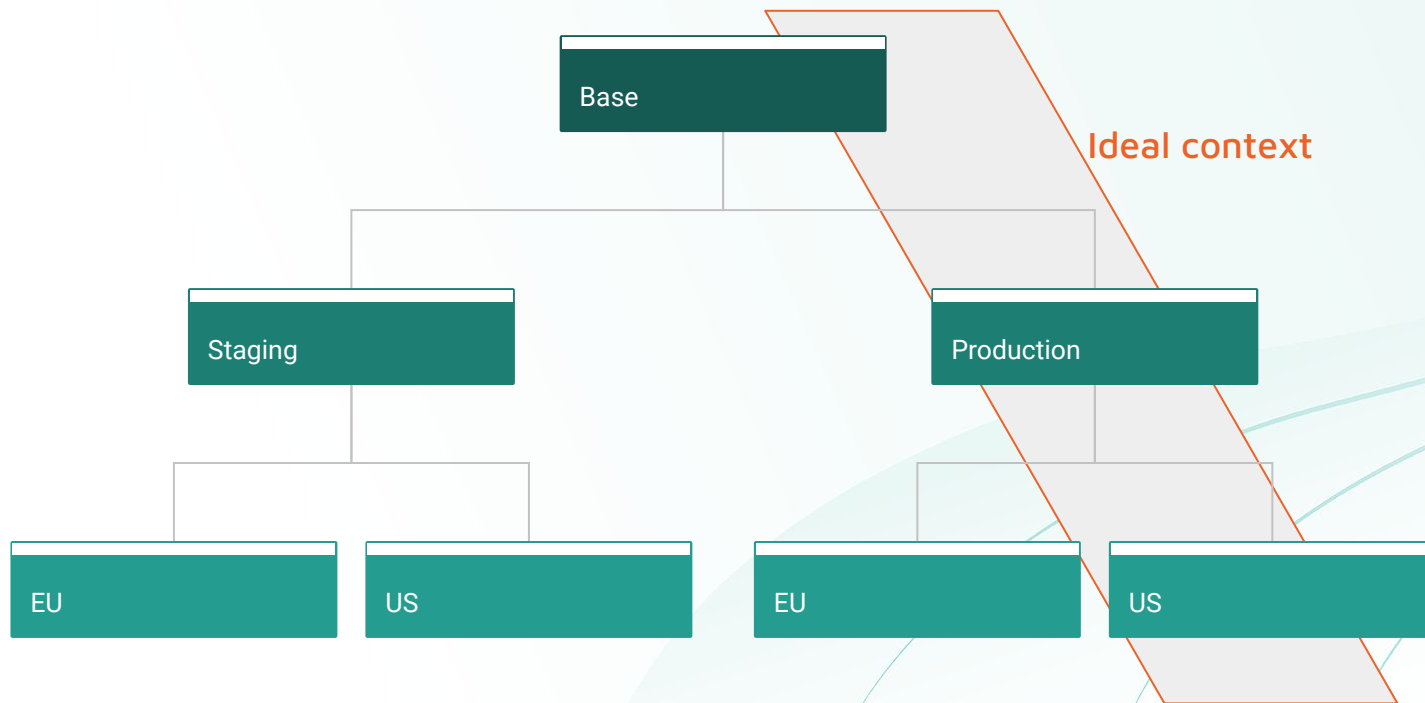 Base
Ideal context
Staging
Production
EU
US
EU
US